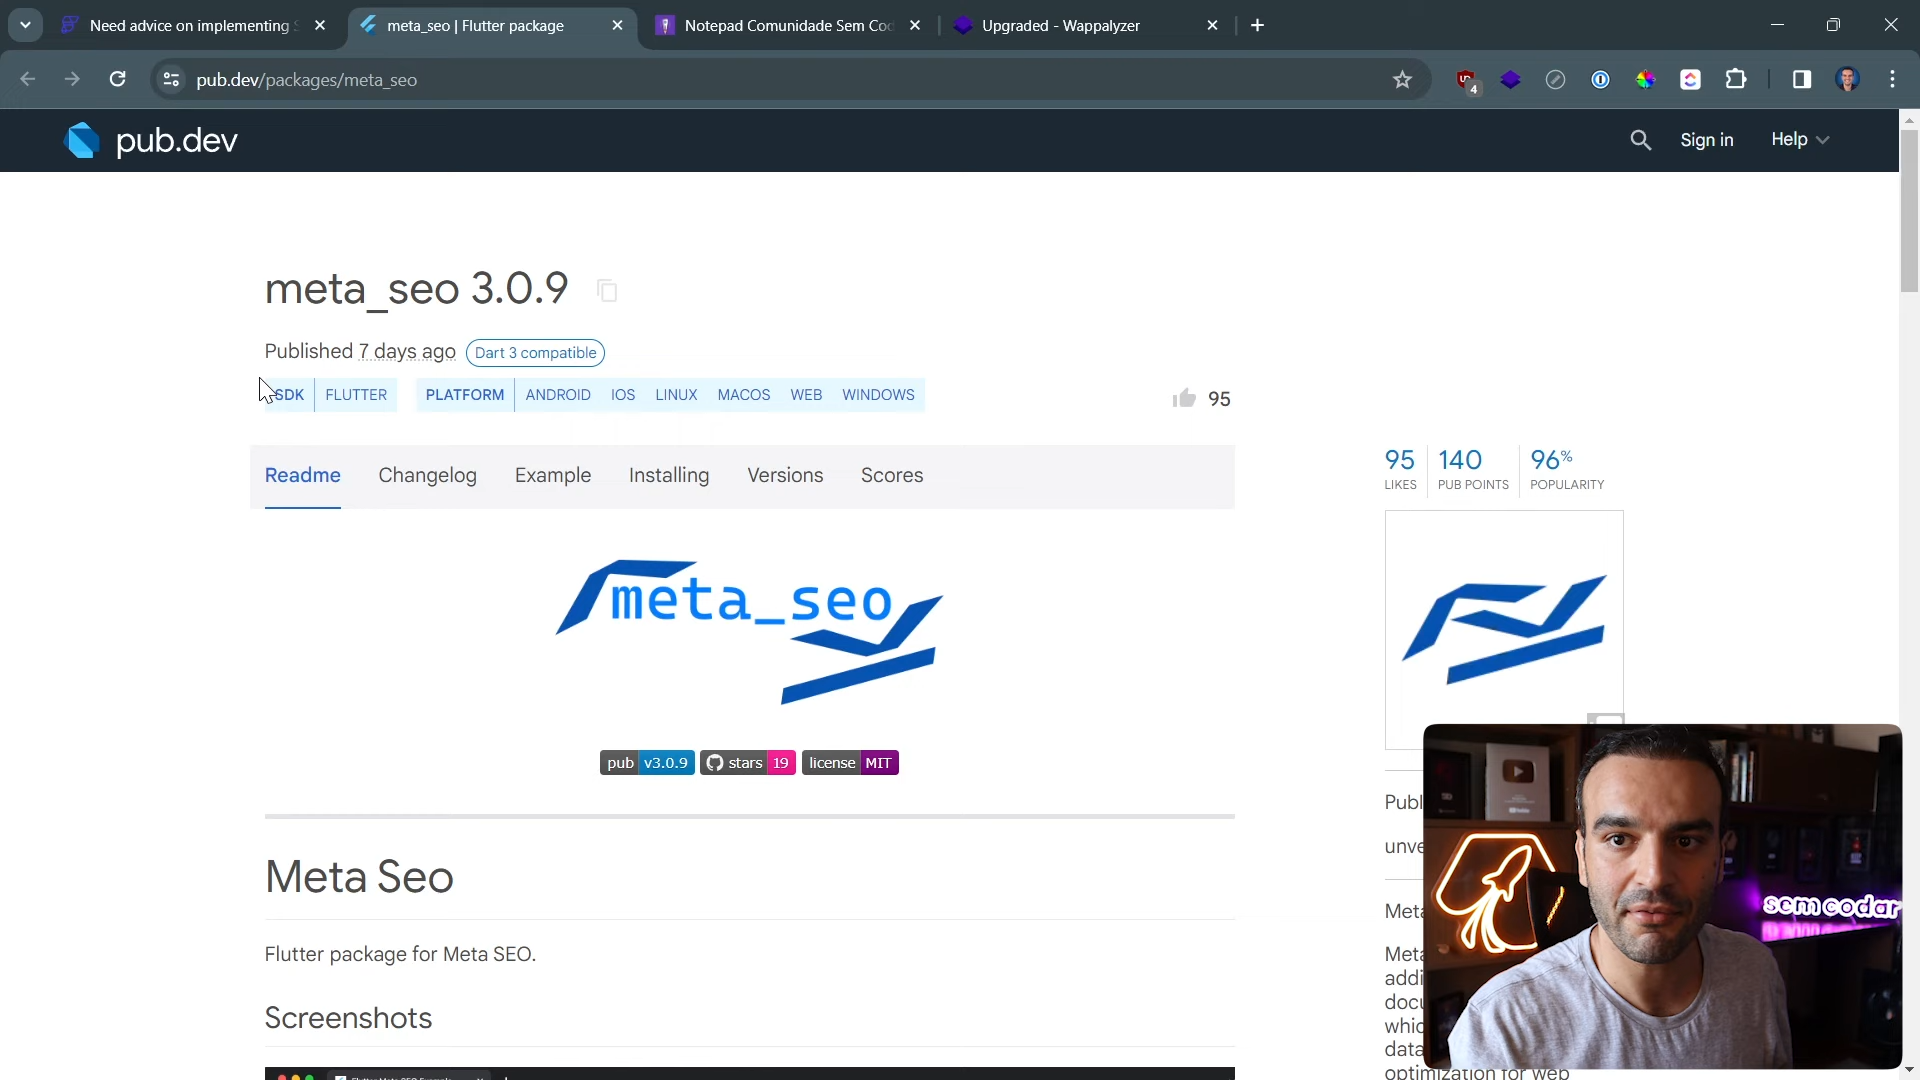 Need advice on implementing
meta_seo | Flutter package
Notepad Comunidade Sem Cod
Upgraded - Wappalyzer
pub.dev/packages/meta_seo
4
pub.dev
Sign in
Help
meta_seo 3.0.9
Published 7 days ago
Dart 3 compatible
SDK FLUTTER
PLATFORM ANDROID IOS LINUX MACOS WEB WINDOWS
95
Readme Changelog Example Installing Versions Scores
95 LIKES
140 PUB POINTS
96% POPULARITY
meta_seo
pub v3.0.9
stars 19
license MIT
Meta Seo
Flutter package for Meta SEO.
Screenshots
Publ
unve
Meta
Meta
addi
docu
whic
data
optimization for web
sem codar